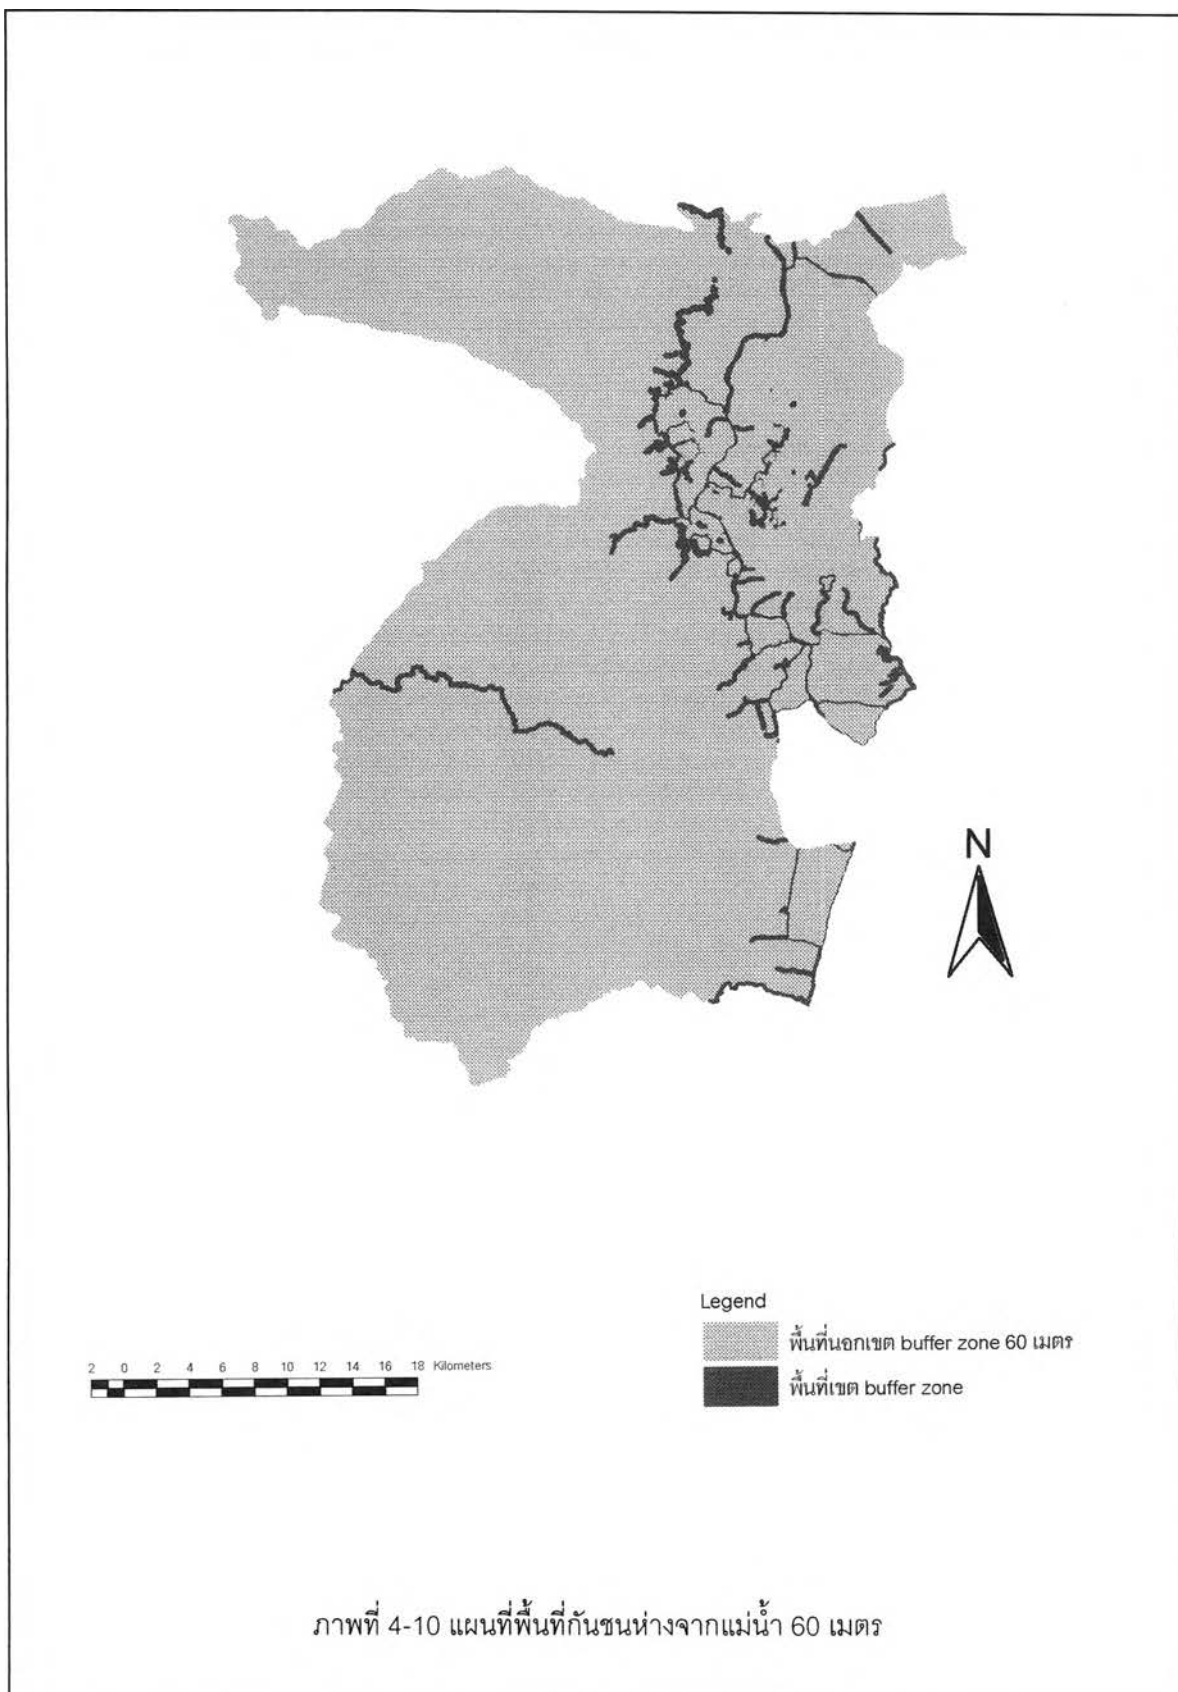 N
Legend
พื้นที่นอกเขต buffer zone 60 เมตร
พื้นที่เขต buffer zone
2 0 2 4 6 8 10 12 14 16 18 Kilometers
ภาพที่ 4-10 แผนที่พื้นที่กันชนห่างจากแม่น้ำ 60 เมตร